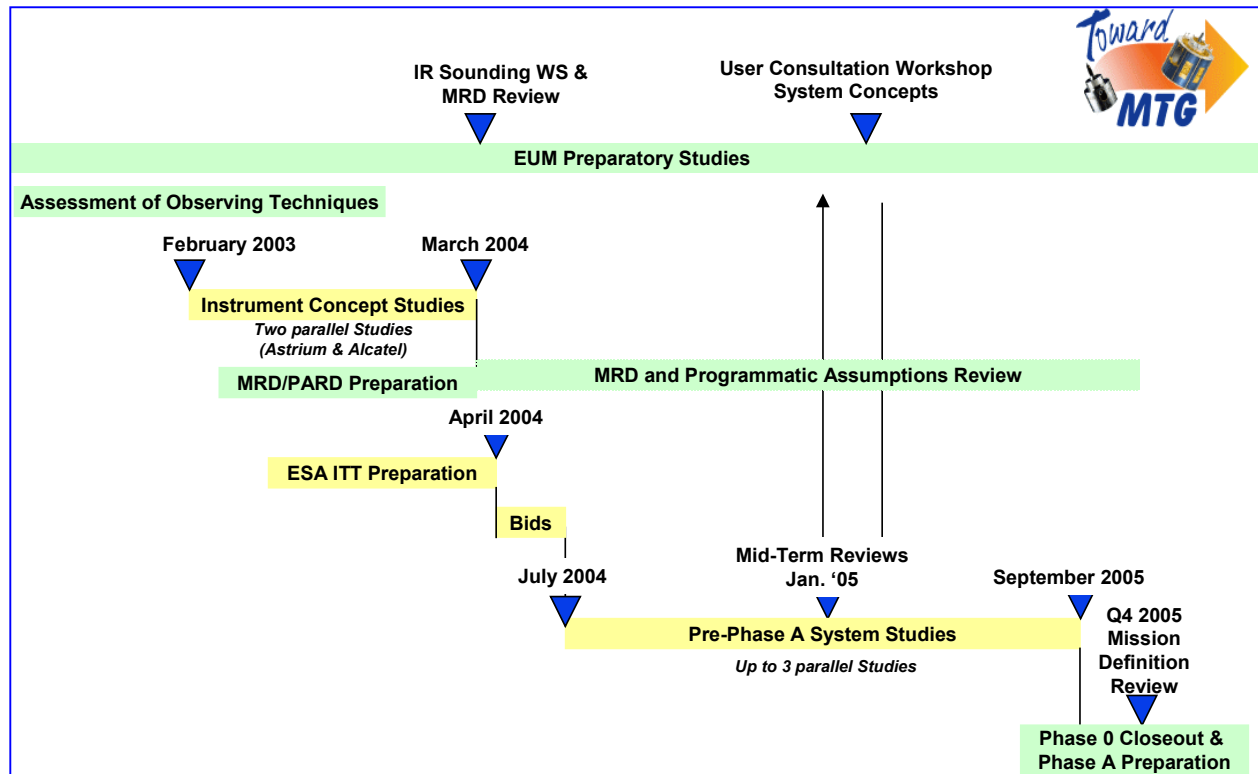 Toward
MTG
IR Sounding WS &
MRD Review
User Consultation Workshop
System Concepts
EUM Preparatory Studies
Assessment of Observing Techniques
February 2003
March 2004
Instrument Concept Studies
Two parallel Studies
(Astrium & Alcatel)
MRD/PARD Preparation
MRD and Programmatic Assumptions Review
April 2004
ESA ITT Preparation
Bids
July 2004
Mid-Term Reviews
Jan. ‘05
September 2005
Pre-Phase A System Studies
Up to 3 parallel Studies
Q4 2005
Mission
Definition
Review
Phase 0 Closeout &
Phase A Preparation